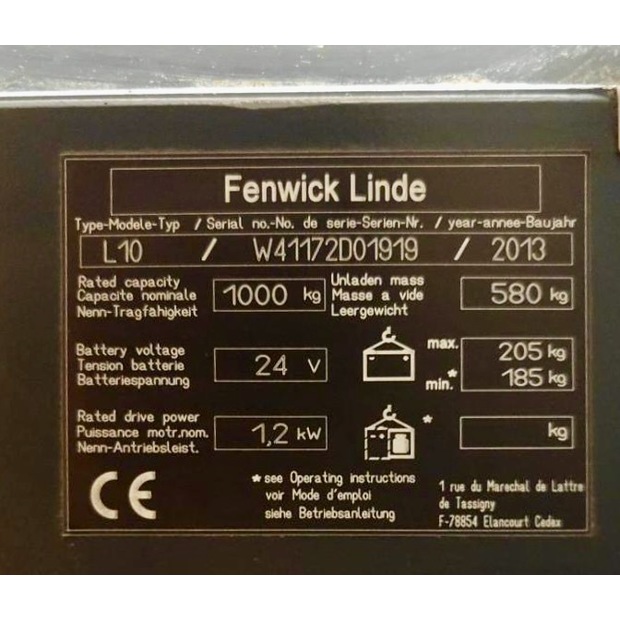 Fenwick Linde
Type-Modele-Typ / Serial no.-No. de serie-Serien-Nr. / year-annee-Baujahr
L10 / W41172D01919 / 2013
Rated capacity
Capacite nominale
Nenn-Tragfähigkeit
1000 kg
Unladen mass
Masse a vide
Leergewicht
580 kg
Battery voltage
Tension batterie
Batteriespannung
24 V
max. 205 kg
*
min. 185 kg
Rated drive power
Puissance motr.nom.
Nenn-Antriebsleist.
1,2 kW
*
kg
CE
*see Operating instructions
voir Mode d'emploi
siehe Betriebsanleitung
1 rue du Marechal de Lattre
de Tassigny
F-78854 Elancourt Cedex